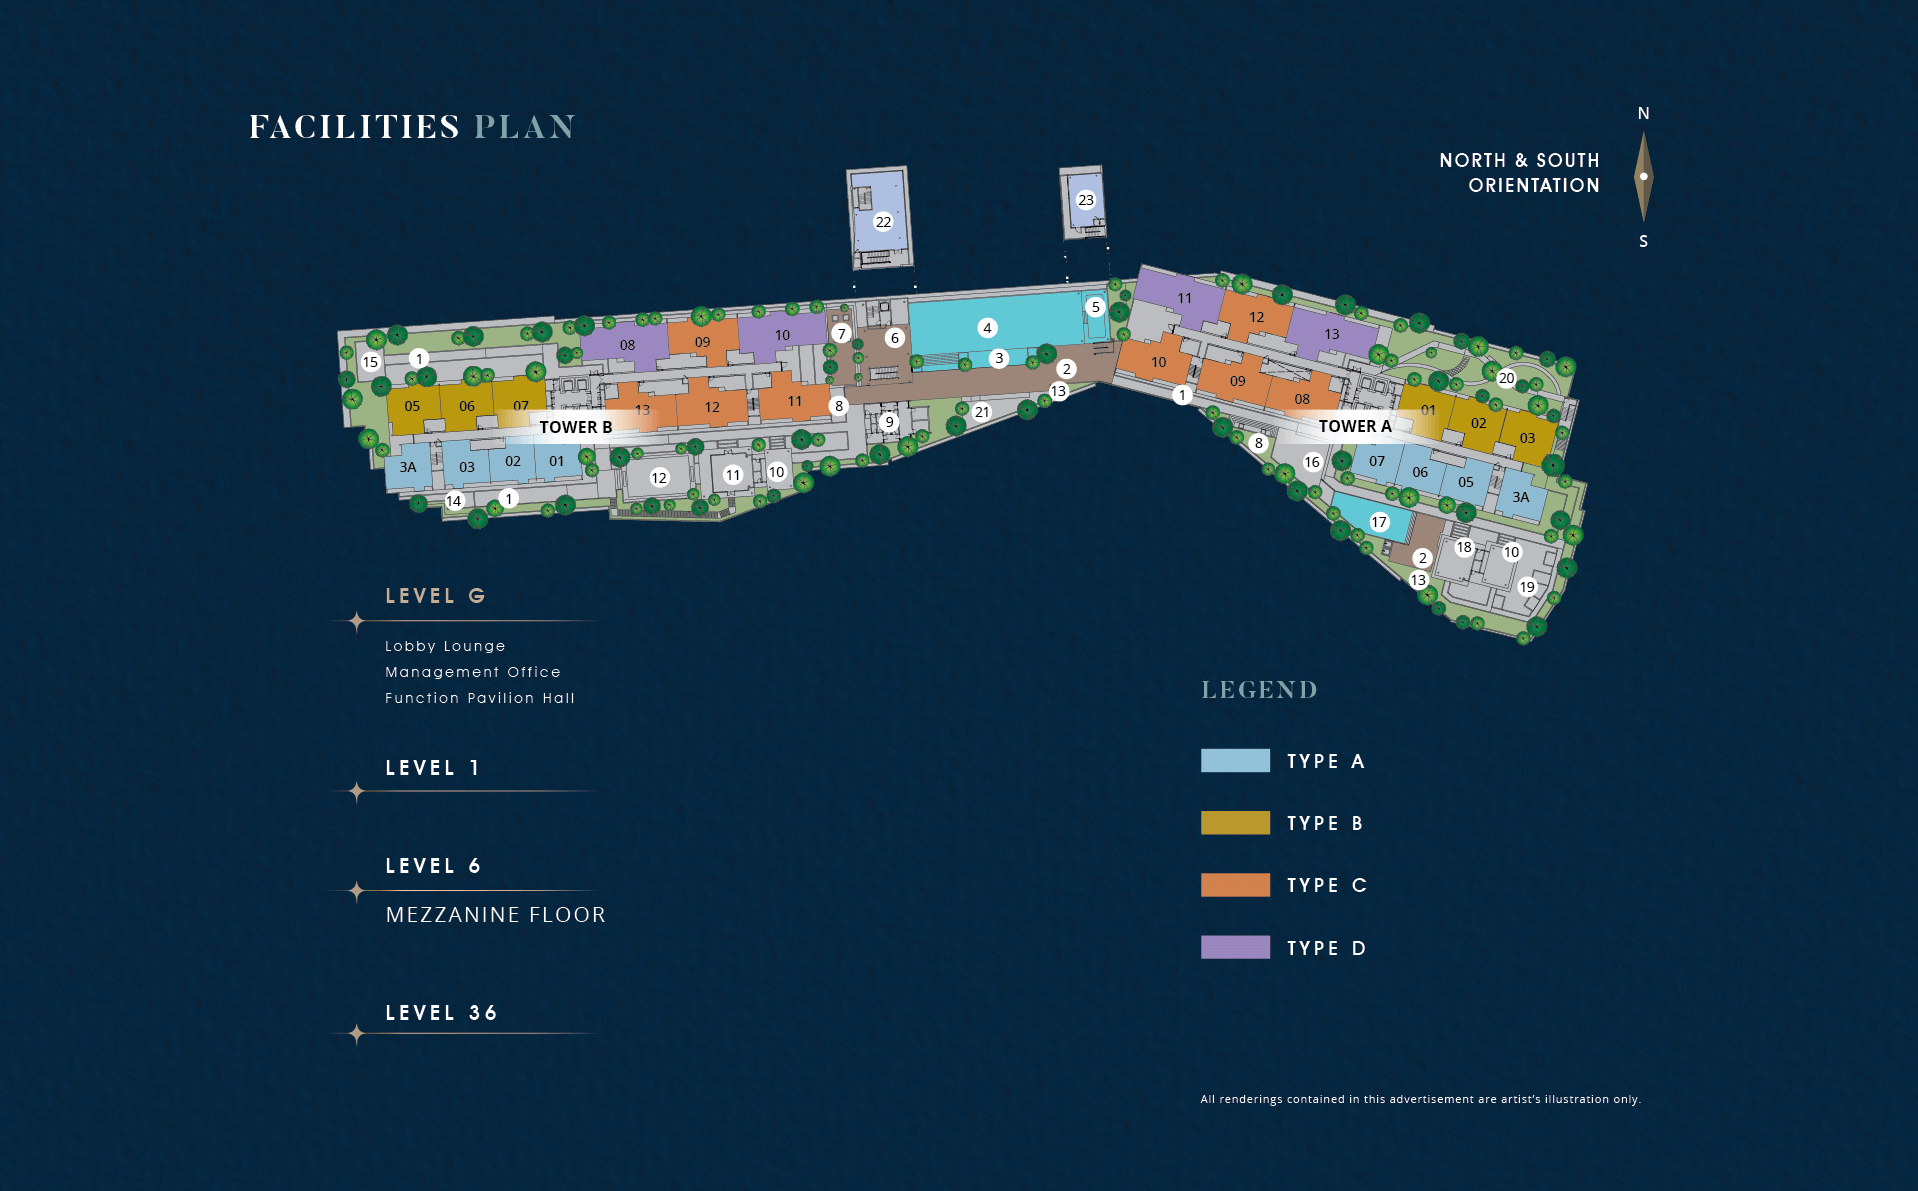 FACILITIES PLAN
N
NORTH & SOUTH
ORIENTATION
S
22
23
15
1
08
09
10
7
6
4
3
5
2
13
05
06
07
13
12
11
8
9
21
TOWER B
3A
03
02
01
12
11
10
14
1
11
12
13
10
09
08
1
20
01
02
03
TOWER A
8
16
07
06
05
3A
17
2
13
18
10
19
LEVEL G
Lobby Lounge
Management Office
Function Pavilion Hall
LEVEL 1
LEVEL 6
MEZZANINE FLOOR
LEVEL 36
LEGEND
TYPE A
TYPE B
TYPE C
TYPE D
All renderings contained in this advertisement are artist's illustration only.